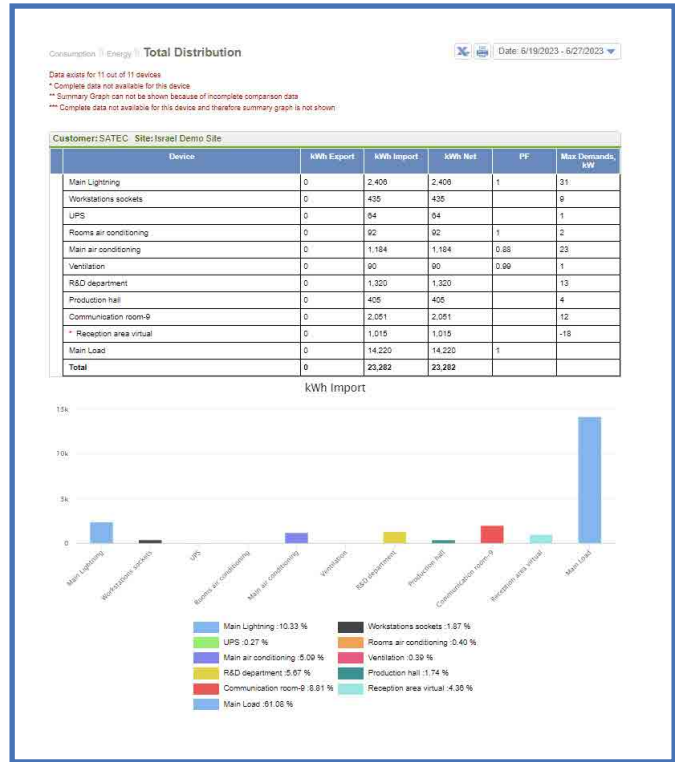 Consumption \\ Energy \\ Total Distribution
Date: 6/19/2023 - 6/27/2023
Data exists for 11 out of 11 devices
* Complete data not available for this device
** Summary Graph can not be shown because of incomplete comparison data
*** Complete data not available for this device and therefore summary graph is not shown
Customer: SATEC Site: Israel Demo Site
Device kWh Export kWh Import kWh Net PF Max Demands, kW
Main Lightning 0 2,406 2,406 1 31
Workstations sockets 0 435 435 9
UPS 0 64 64 1
Rooms air conditioning 0 92 92 1 2
Main air conditioning 0 1,184 1,184 0.88 23
Ventilation 0 90 90 0.99 1
R&D department 0 1,320 1,320 13
Production hall 0 405 405 4
Communication room-9 0 2,051 2,051 12
* Reception area virtual 0 1,015 1,015 -18
Main Load 0 14,220 14,220 1
Total 0 23,282 23,282
kWh Import
15k
10k
5k
0
Main Lightning
Workstations sockets
UPS
Rooms air conditioning
Main air conditioning
Ventilation
R&D department
Production hall
Communication room-9
Reception area virtual
Main Load
Main Lightning :10.33 % Workstations sockets :1.87 %
UPS :0.27 % Rooms air conditioning :0.40 %
Main air conditioning :5.09 % Ventilation :0.39 %
R&D department :5.67 % Production hall :1.74 %
Communication room-9 :8.81 % Reception area virtual :4.36 %
Main Load :61.08 %